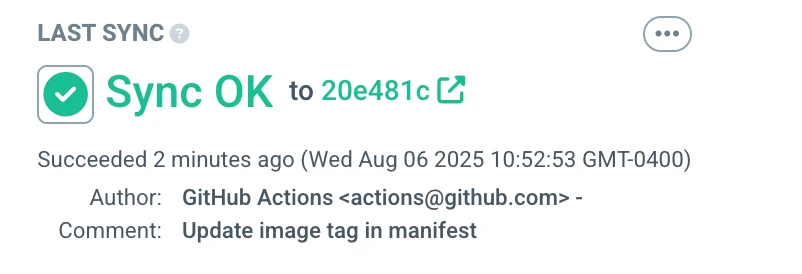 LAST SYNC ?
Sync OK to 20e481c
Succeeded 2 minutes ago (Wed Aug 06 2025 10:52:53 GMT-0400)
Author: GitHub Actions <actions@github.com> -
Comment: Update image tag in manifest